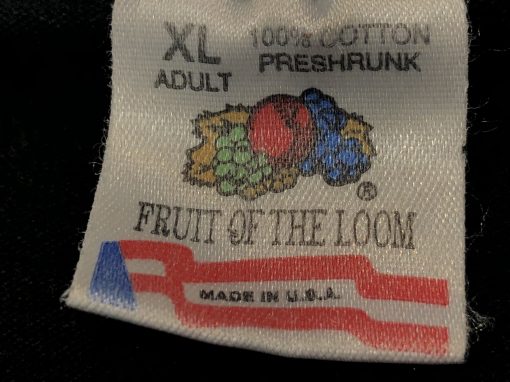 XL
ADULT
100% COTTON
PRESHRUNK
®
FRUIT OF THE LOOM
MADE IN U.S.A.